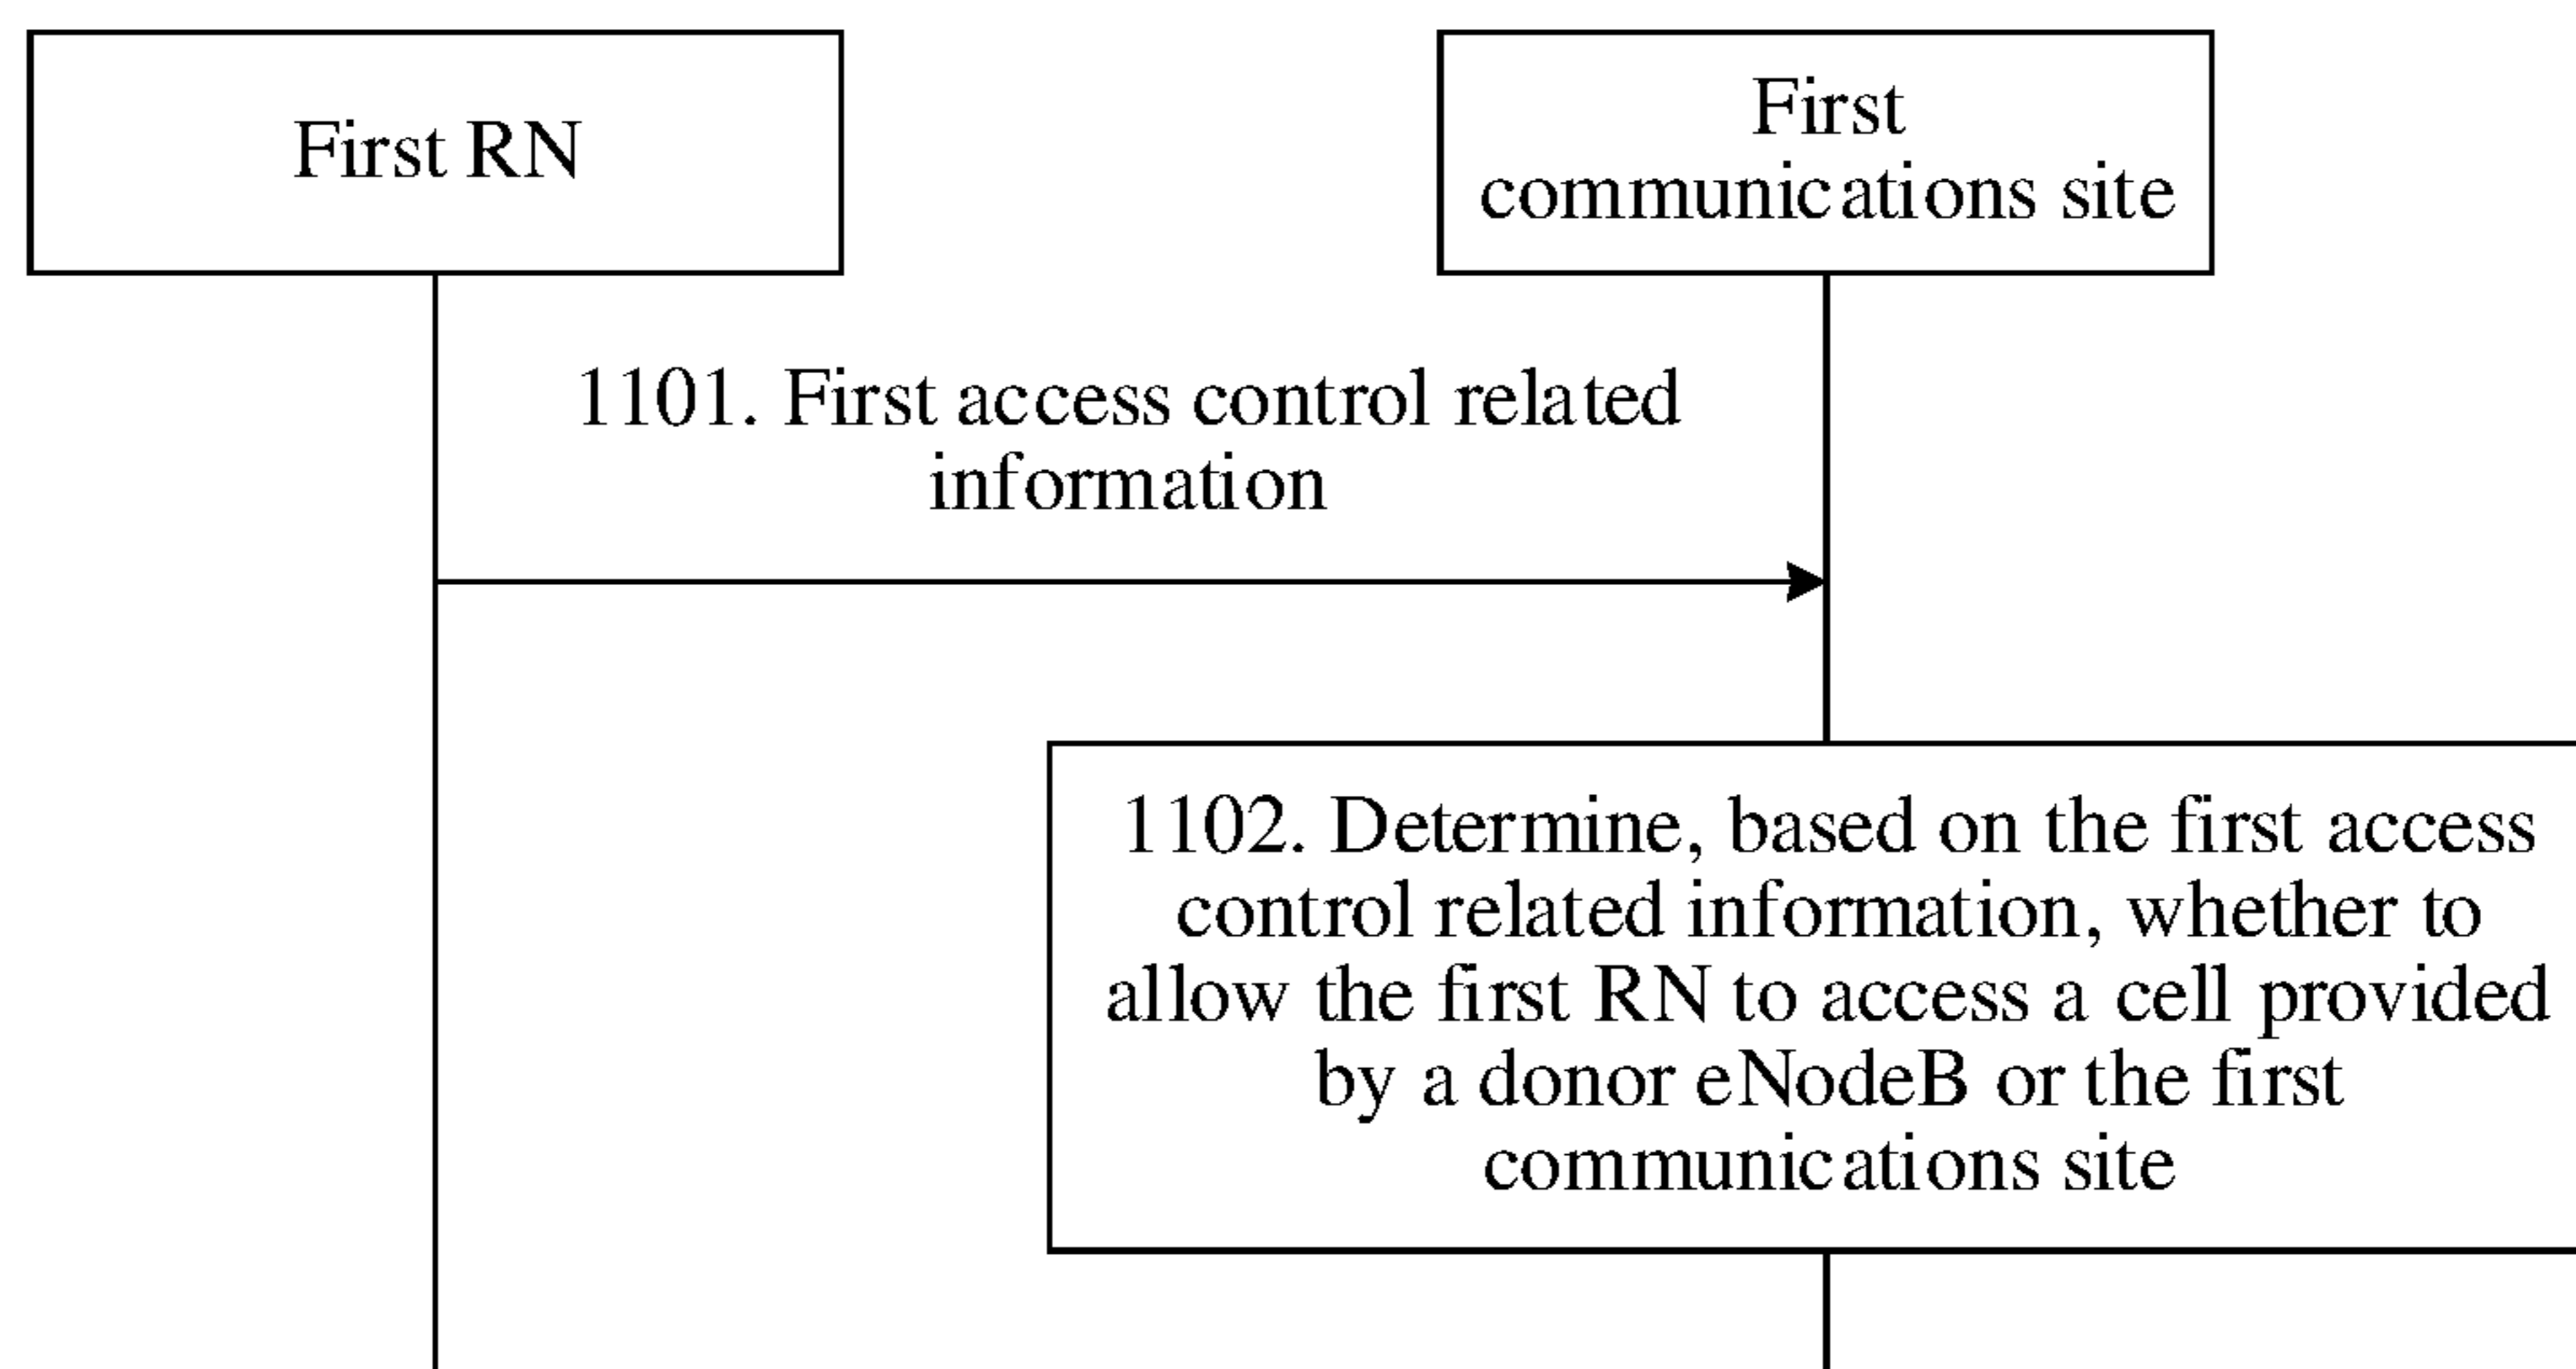 First RN
First
communications site
1101. First access control related
information
1102. Determine, based on the first access
control related information, whether to
allow the first RN to access a cell provided
by a donor eNodeB or the first
communications site